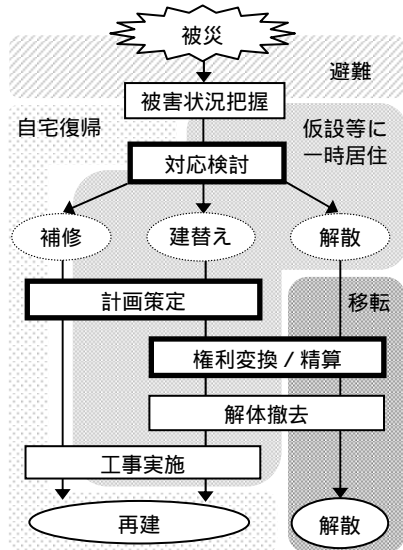 被災
避難
被害状況把握
自宅復帰
仮設等に
一時居住
対応検討
補修
建替え
解散
計画策定
移転
権利変換 / 精算
解体撤去
工事実施
再建
解散